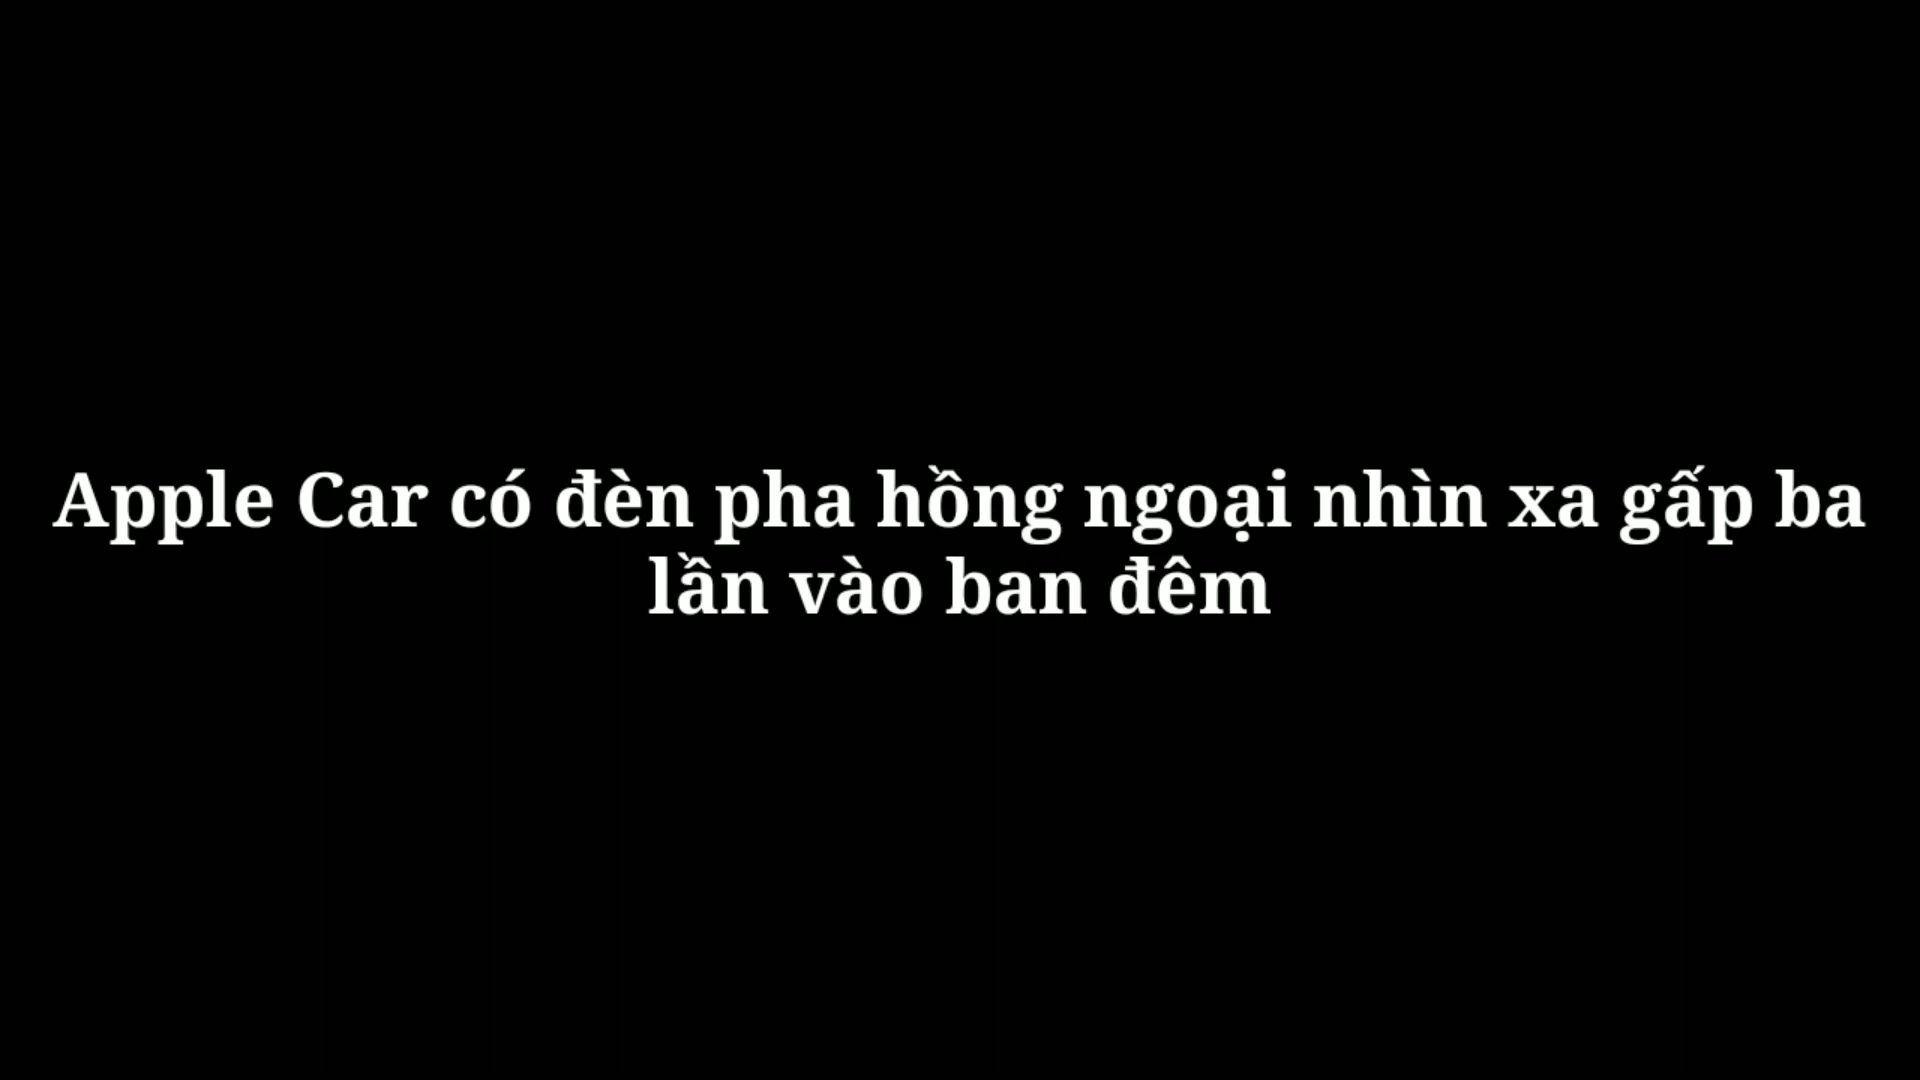 Apple Car có đèn pha hồng ngoại nhìn xa gấp ba
lần vào ban đêm